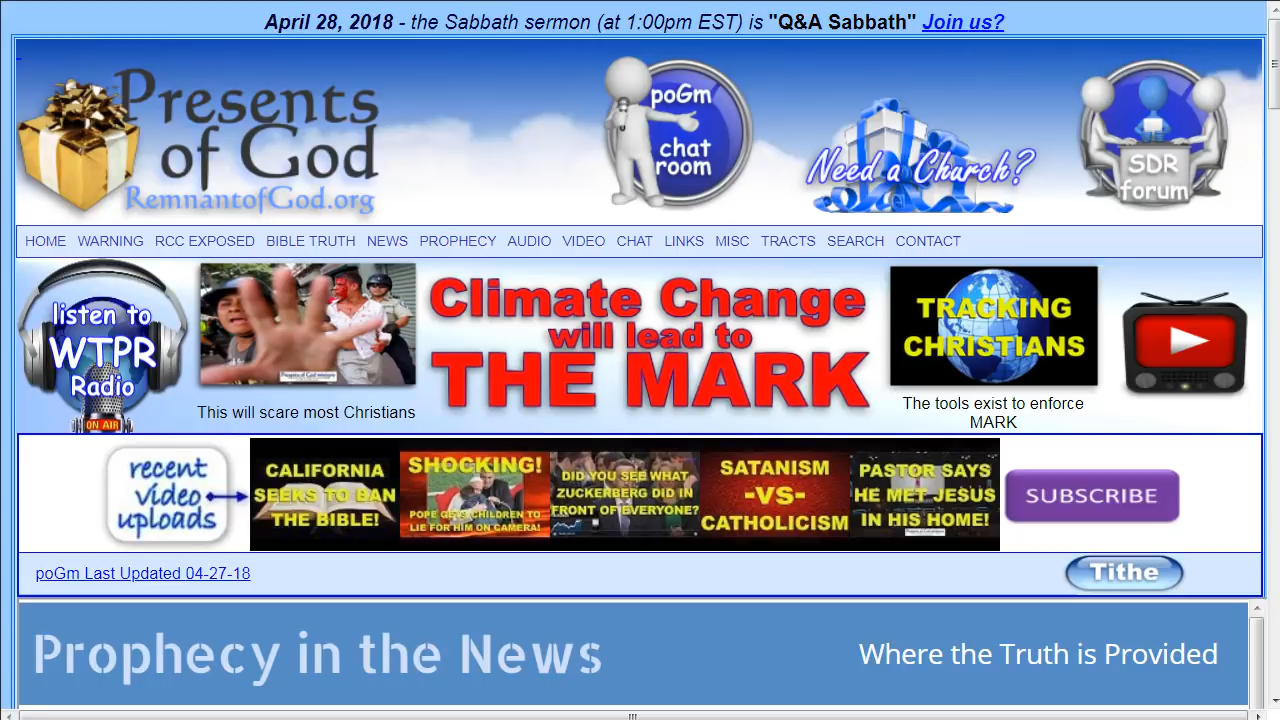 April 28, 2018 - the Sabbath sermon (at 1:00pm EST) is "Q&A Sabbath" Join us?
Presents
of God
RemnantofGod.org
poGm
chat
room
Need a Church?
SDR
forum
HOME WARNING RCC EXPOSED BIBLE TRUTH NEWS PROPHECY AUDIO VIDEO CHAT LINKS MISC TRACTS SEARCH CONTACT
listen to
WTPR
Radio
ON AIR
This will scare most Christians
Climate Change
will lead to
THE MARK
TRACKING
CHRISTIANS
The tools exist to enforce
MARK
recent
video
uploads
CALIFORNIA
SEEKS TO BAN
THE BIBLE!
SHOCKING!
POPE GETS CHILDREN TO
LIE FOR HIM ON CAMERA!
DID YOU SEE WHAT
ZUCKERBERG DID IN
FRONT OF EVERYONE?
SATANISM
-VS-
CATHOLICISM
PASTOR SAYS
HE MET JESUS
IN HIS HOME!
SUBSCRIBE
poGm Last Updated 04-27-18
Tithe
Prophecy in the News
Where the Truth is Provided